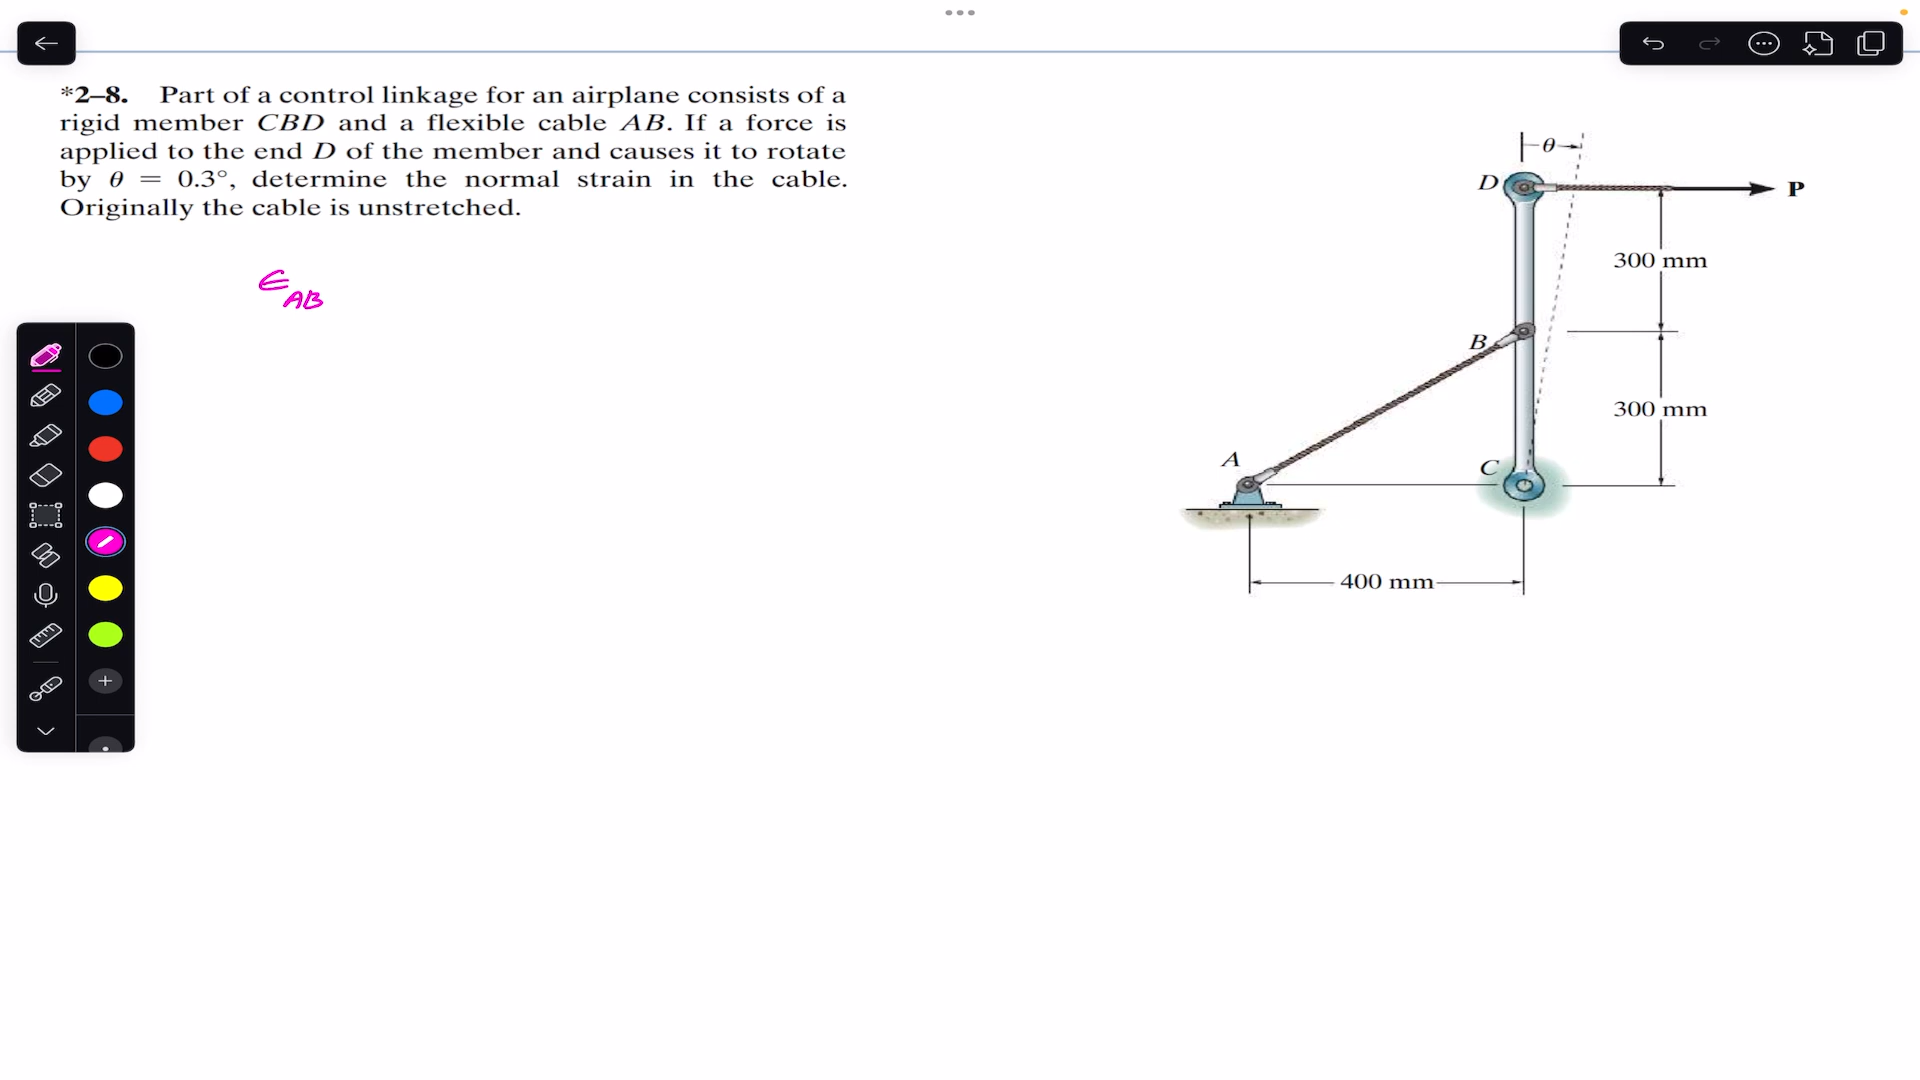 *2–8. Part of a control linkage for an airplane consists of a
rigid member CBD and a flexible cable AB. If a force is
applied to the end D of the member and causes it to rotate
by θ = 0.3°, determine the normal strain in the cable.
Originally the cable is unstretched.
ϵ_AB
θ
D
P
300 mm
B
300 mm
A
C
400 mm